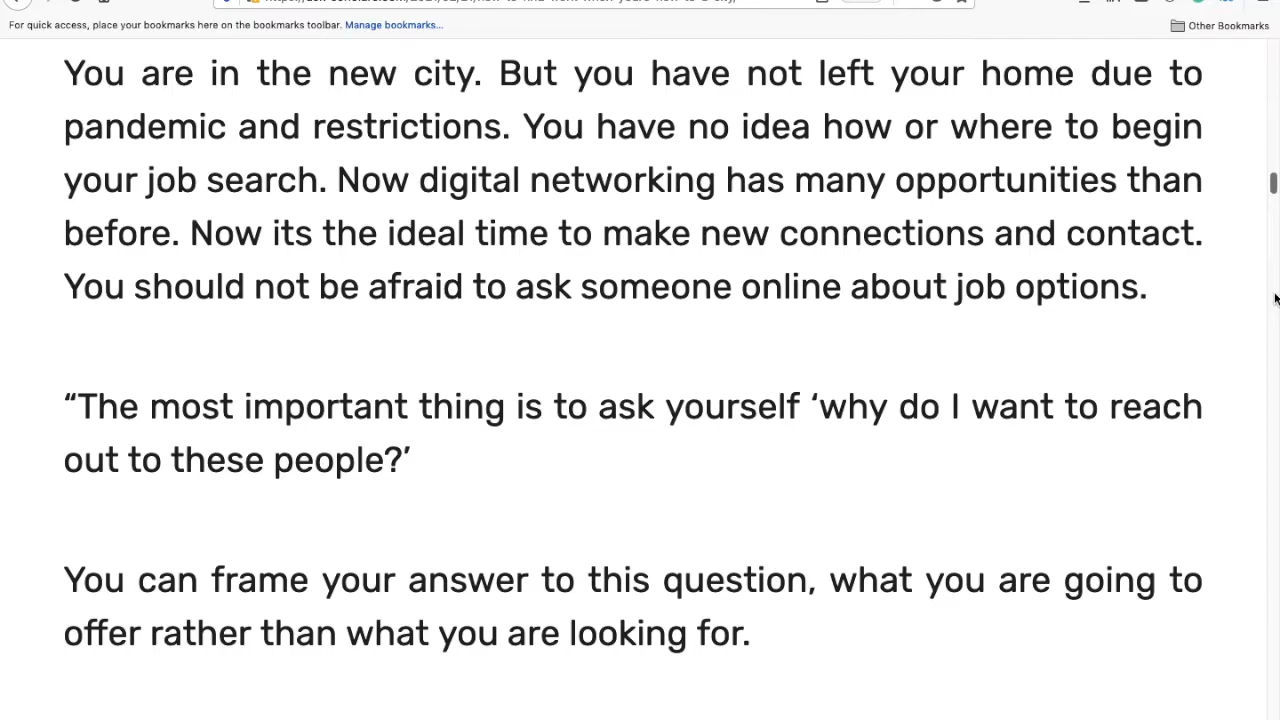 For quick access, place your bookmarks here on the bookmarks toolbar. Manage bookmarks...
Other Bookmarks
You are in the new city. But you have not left your home due to
pandemic and restrictions. You have no idea how or where to begin
your job search. Now digital networking has many opportunities than
before. Now its the ideal time to make new connections and contact.
You should not be afraid to ask someone online about job options.
“The most important thing is to ask yourself ‘why do I want to reach
out to these people?’
You can frame your answer to this question, what you are going to
offer rather than what you are looking for.